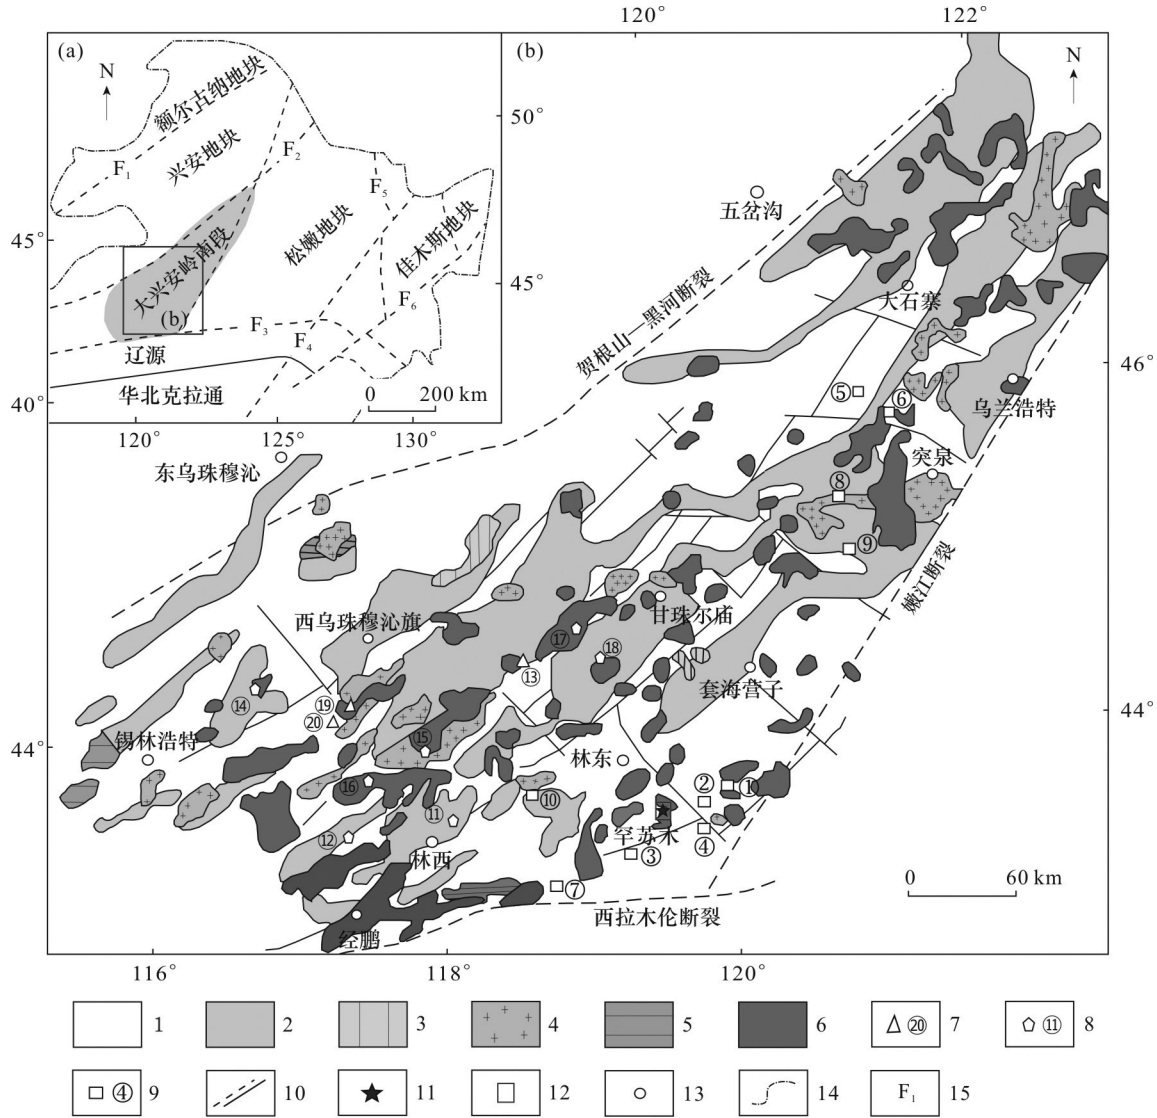 120°
122°
(a)
(b)
N
N
额尔古纳地块
50°
F₁
兴安地块
F₂
F₅
五岔沟
45°
松嫩地块
佳木斯地块
45°
大兴安岭南段
(b)
F₃
F₄
F₆
大石寨
贺根山—黑河断裂
辽源
46°
华北克拉通
0 200 km
40°
⑤
⑥
乌兰浩特
120°
125°
130°
东乌珠穆沁
突泉
⑧
⑨
嫩江断裂
西乌珠穆沁旗
甘珠尔庙
⑰
⑱
⑬
套海营子
⑭
⑲
⑳
44°
44°
锡林浩特
⑮
林东
⑯
②
①
⑩
⑪
⑫
罕苏木
④
③
林西
⑦
0 60 km
西拉木伦断裂
经鹏
116°
118°
120°
1
2
3
4
5
6
⑳ 7
⑪ 8
④ 9
10
11
12
13
14
F₁ 15